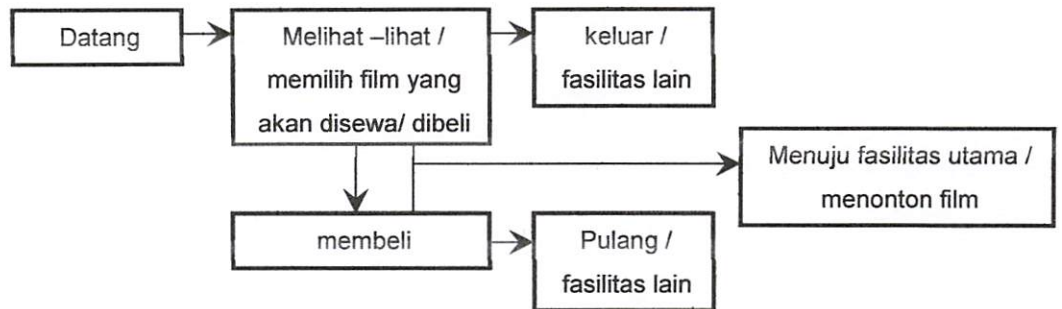 Datang
Melihat –lihat /
memilih film yang
akan disewa/ dibeli
keluar /
fasilitas lain
Menuju fasilitas utama /
menonton film
membeli
Pulang /
fasilitas lain